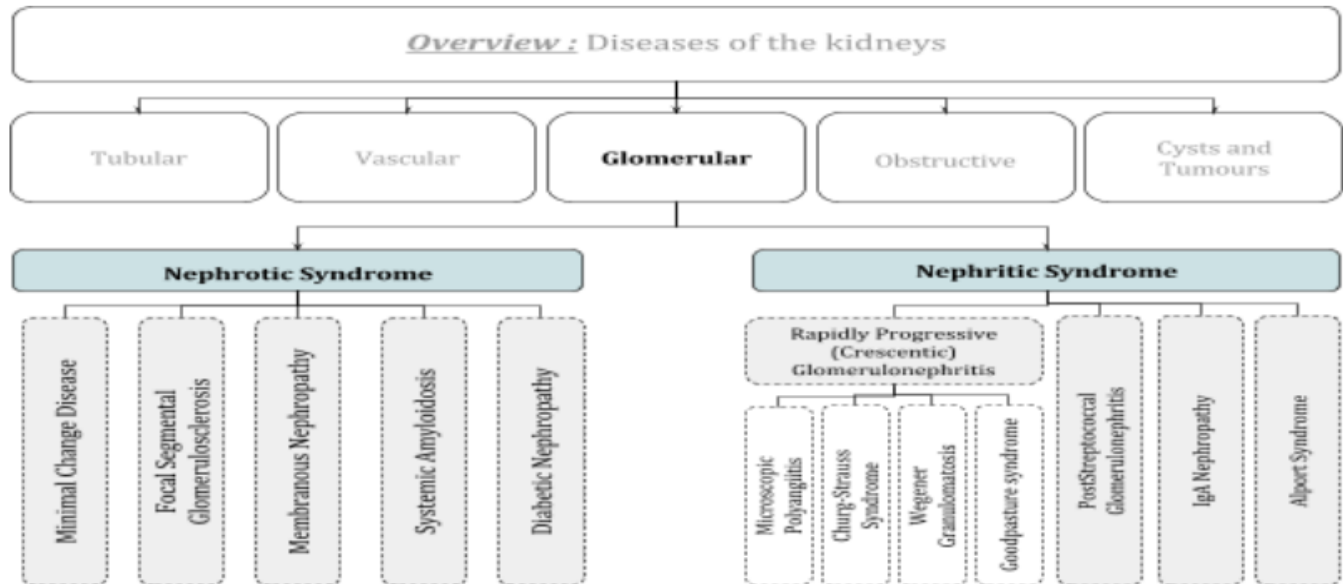 Overview : Diseases of the kidneys
Tubular
Vascular
Glomerular
Obstructive
Cysts and
Tumours
Nephrotic Syndrome
Nephritic Syndrome
Minimal Change Disease
Focal Segmental
Glomerulosclerosis
Membranous Nephropathy
Systemic Amyloidosis
Diabetic Nephropathy
Rapidly Progressive
(Crescentic)
Glomerulonephritis
Microscopic
Polyangiitis
Churg-Strauss
Syndrome
Wegener
Granulomatosis
Goodpasture syndrome
PostStreptococcal
Glomerulonephritis
IgA Nephropathy
Alport Syndrome